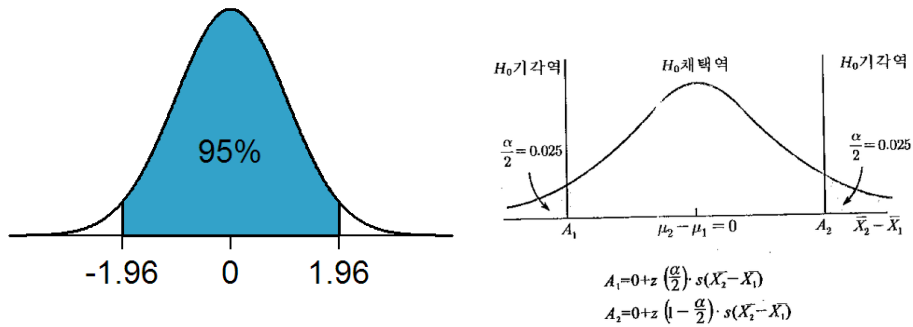 95%
-1.96 0 1.96
H₀기각역 H₀채택역 H₀기각역
α/2 = 0.025 α/2 = 0.025
A₁ μ₂ − μ₁ = 0 A₂ X̄₂ − X̄₁
A₁=0+z (α/2)· s(X̄₂−X̄₁)
A₂=0+z (1−α/2)· s(X̄₂−X̄₁)